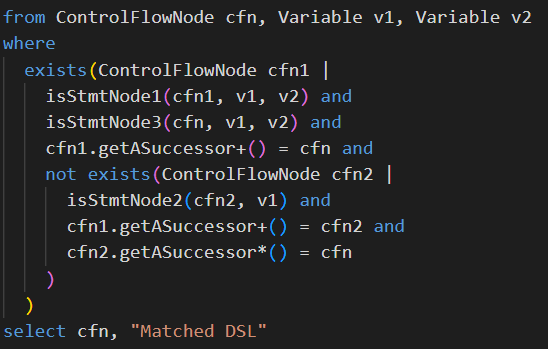 from ControlFlowNode cfn, Variable v1, Variable v2
where
  exists(ControlFlowNode cfn1 |
    isStmtNode1(cfn1, v1, v2) and
    isStmtNode3(cfn, v1, v2) and
    cfn1.getASuccessor+() = cfn and
    not exists(ControlFlowNode cfn2 |
      isStmtNode2(cfn2, v1) and
      cfn1.getASuccessor+() = cfn2 and
      cfn2.getASuccessor*() = cfn
    )
  )
select cfn, "Matched DSL"